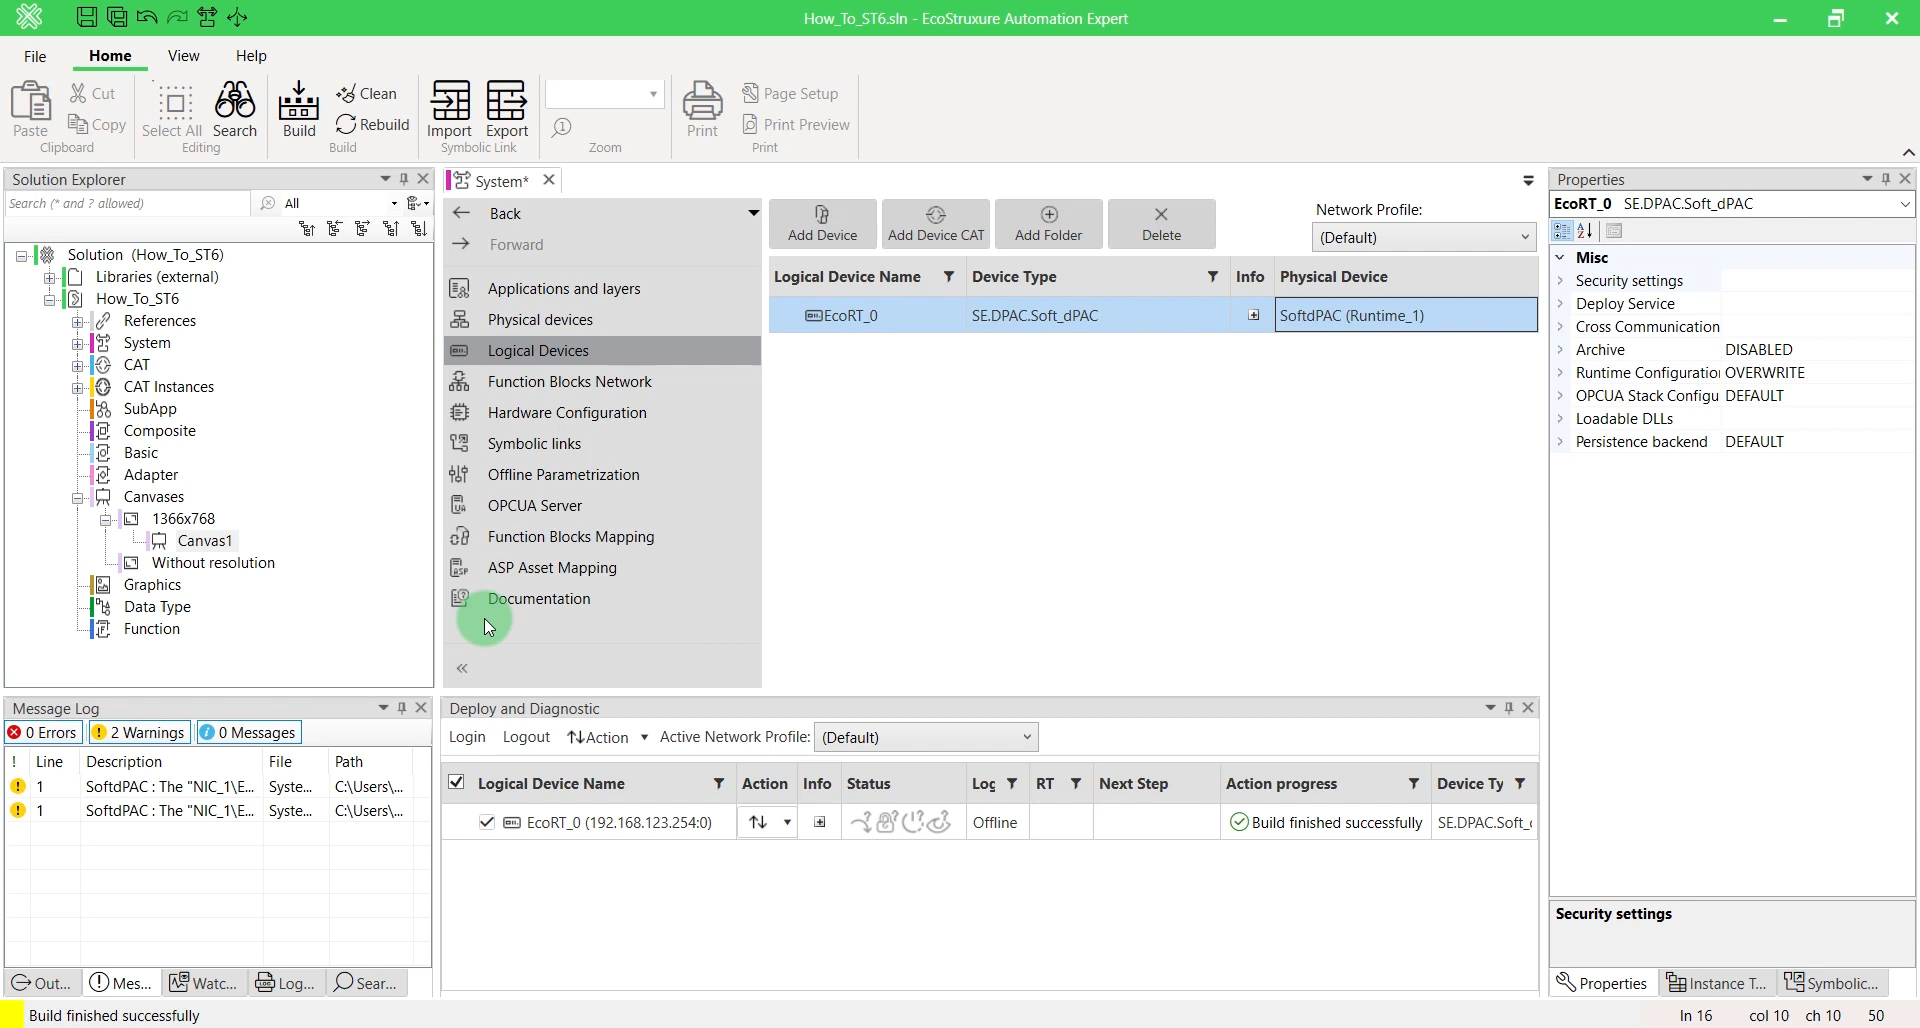 How_To_ST6.sln - EcoStruxure Automation Expert
File Home View Help
Paste Cut Copy Clipboard
Select All Search Editing
Build Clean Rebuild Build
Import Export Symbolic Link
Zoom
Print Page Setup Print Preview Print
Solution Explorer
Search (* and ? allowed) All
Solution (How_To_ST6)
Libraries (external)
How_To_ST6
References
System
CAT
CAT Instances
SubApp
Composite
Basic
Adapter
Canvases
1366x768
Canvas1
Without resolution
Graphics
Data Type
Function
System*
Back
Forward
Applications and layers
Physical devices
Logical Devices
Function Blocks Network
Hardware Configuration
Symbolic links
Offline Parametrization
OPCUA Server
Function Blocks Mapping
ASP Asset Mapping
Documentation
Add Device Add Device CAT Add Folder Delete
Network Profile:
(Default)
Logical Device Name Device Type Info Physical Device
EcoRT_0 SE.DPAC.Soft_dPAC SoftdPAC (Runtime_1)
Properties
EcoRT_0 SE.DPAC.Soft_dPAC
Misc
Security settings
Deploy Service
Cross Communication
Archive DISABLED
Runtime Configuratio OVERWRITE
OPCUA Stack Configu DEFAULT
Loadable DLLs
Persistence backend DEFAULT
Security settings
Properties Instance T... Symbolic...
Message Log
0 Errors 2 Warnings 0 Messages
! Line Description File Path
1 SoftdPAC : The "NIC_1\E... Syste... C:\Users\...
1 SoftdPAC : The "NIC_1\E... Syste... C:\Users\...
Out... Mes... Watc... Log... Sear...
Deploy and Diagnostic
Login Logout Action Active Network Profile: (Default)
Logical Device Name Action Info Status Log RT Next Step Action progress Device Ty
EcoRT_0 (192.168.123.254:0) Offline Build finished successfully SE.DPAC.Soft_
Build finished successfully
ln 16 col 10 ch 10 50